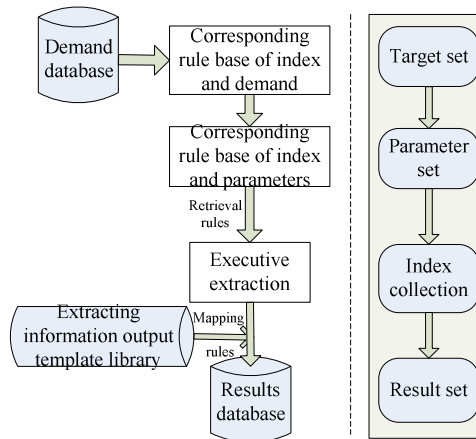 Demand
database
Corresponding
rule base of index
and demand
Corresponding
rule base of index
and parameters
Retrieval
rules
Executive
extraction
Extracting
information output
template library
Mapping
rules
Results
database
Target set
Parameter
set
Index
collection
Result set